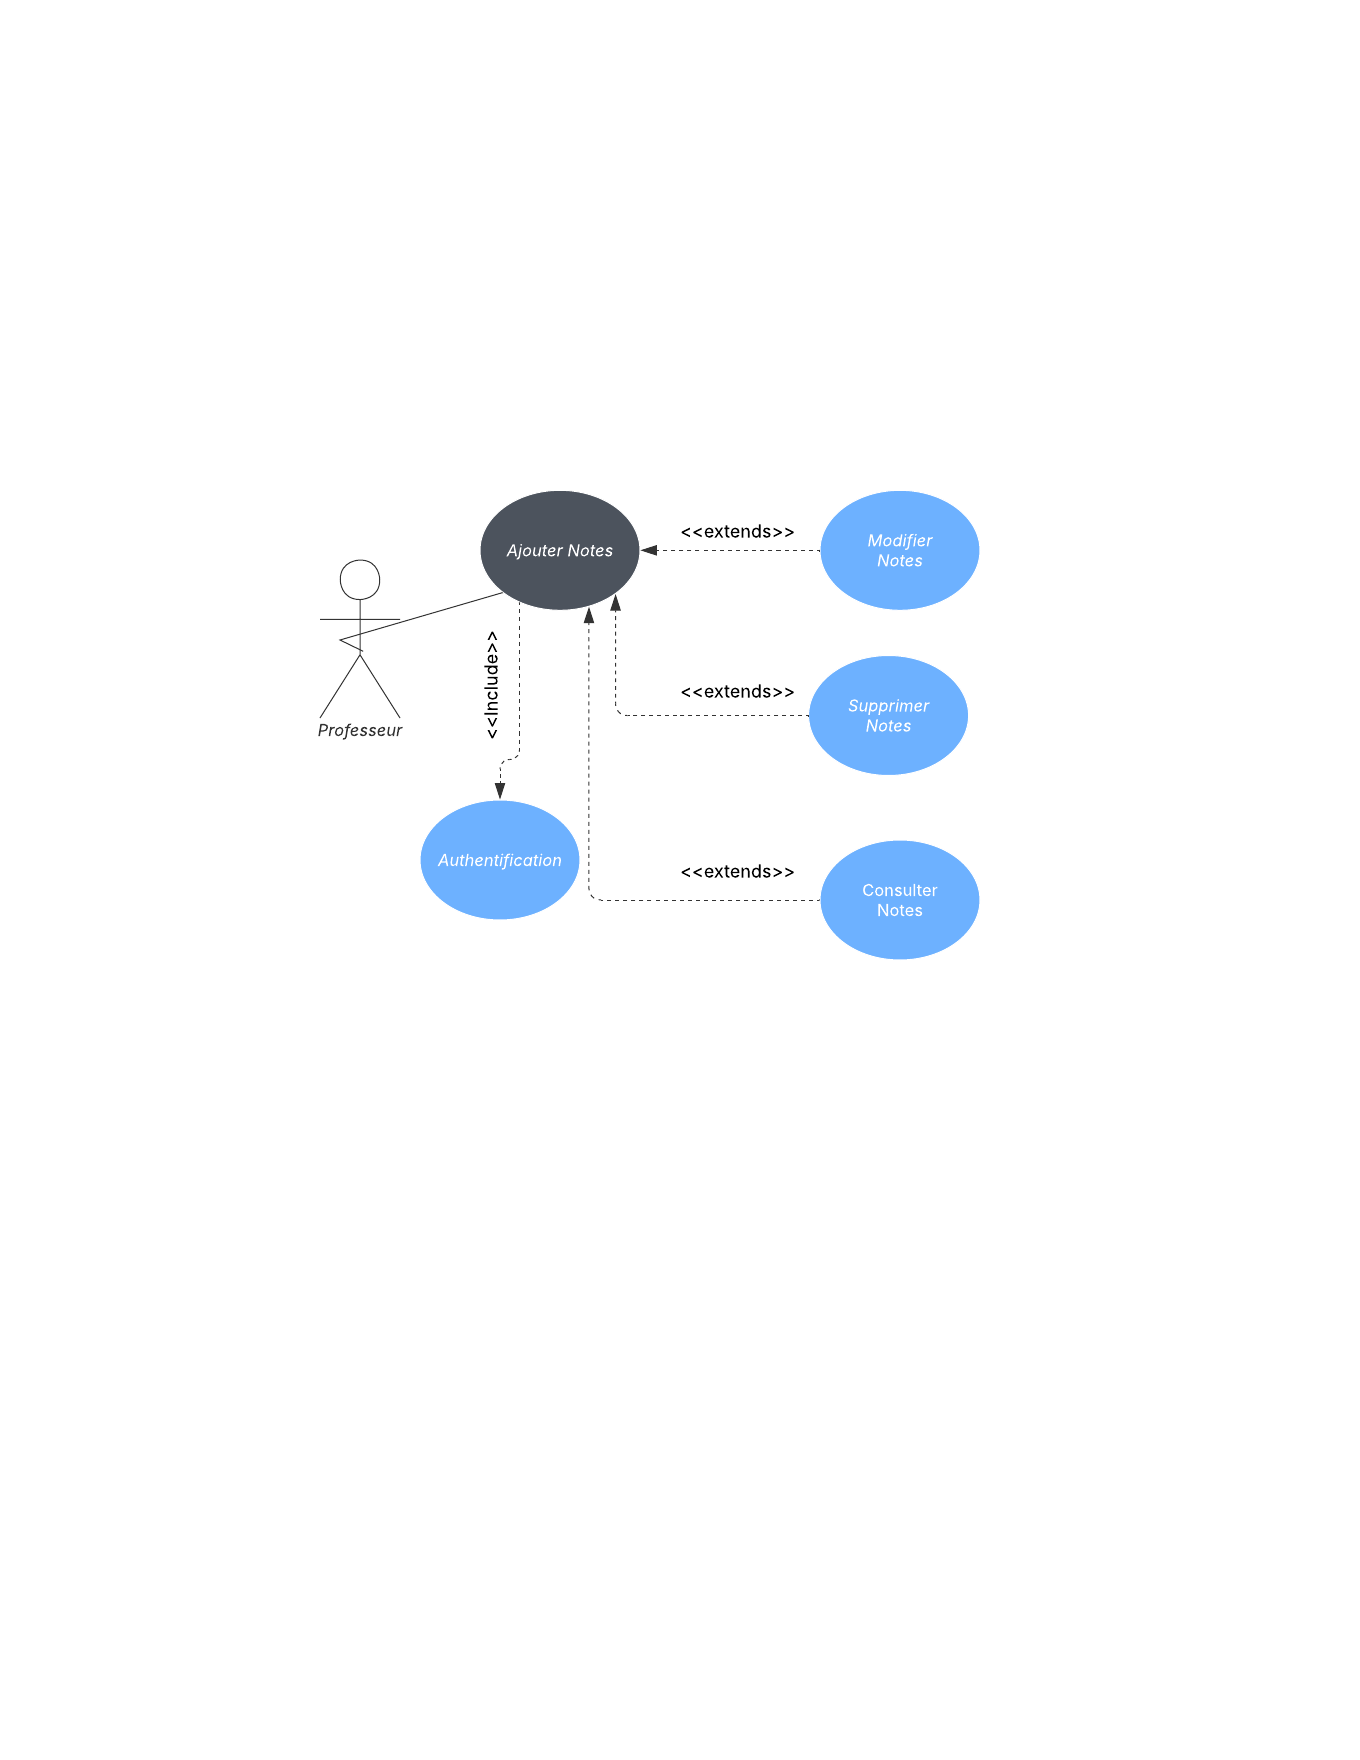 <<extends>>
Modifier
Notes
Ajouter Notes
<<Include>>
<<extends>>
Supprimer
Notes
Professeur
Authentification
<<extends>>
Consulter
Notes